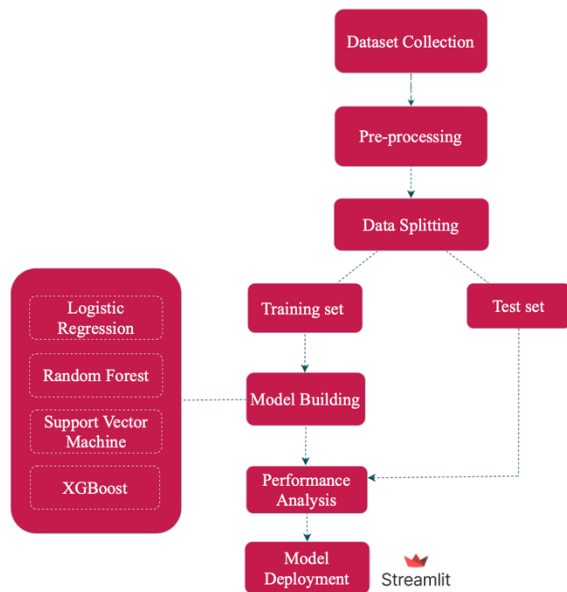 Dataset Collection
Pre-processing
Data Splitting
Training set
Test set
Logistic
Regression
Random Forest
Support Vector
Machine
XGBoost
Model Building
Performance
Analysis
Model
Deployment
Streamlit